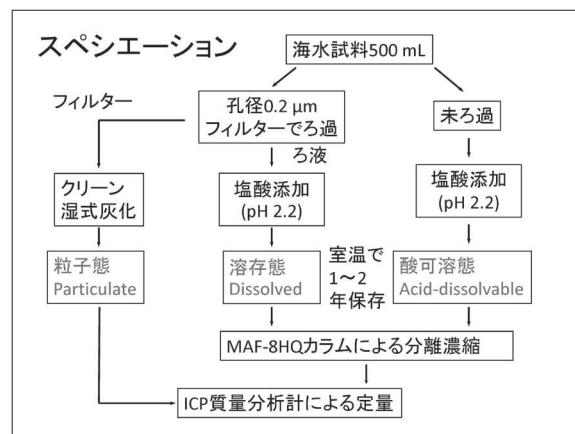 スペシエーション
海水試料500 mL
フィルター
孔径0.2 µm
フィルターでろ過
未ろ過
ろ液
クリーン
湿式灰化
塩酸添加
(pH 2.2)
塩酸添加
(pH 2.2)
粒子態
Particulate
溶存態
Dissolved
室温で
1～2
年保存
酸可溶態
Acid-dissolvable
MAF-8HQカラムによる分離濃縮
ICP質量分析計による定量